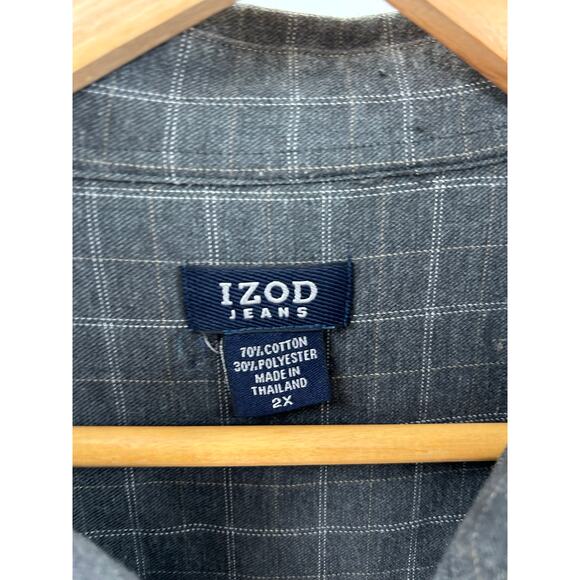 IZOD
JEANS
70% COTTON
30% POLYESTER
MADE IN
THAILAND
2X